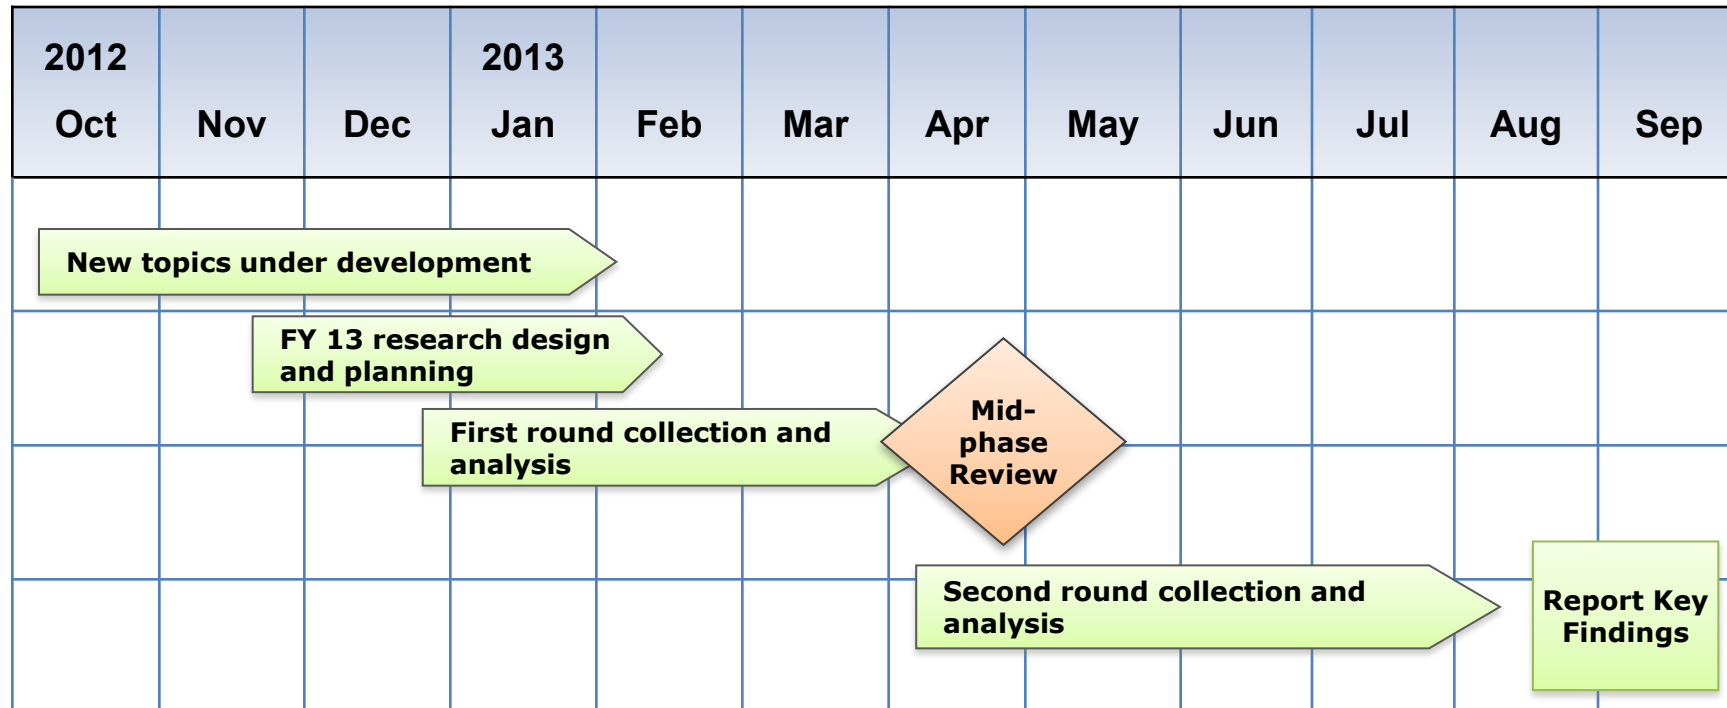 2012
2013
Oct Nov Dec Jan Feb Mar Apr May Jun Jul Aug Sep
New topics under development
FY 13 research design
and planning
First round collection and
analysis
Mid-
phase
Review
Second round collection and
analysis
Report Key
Findings